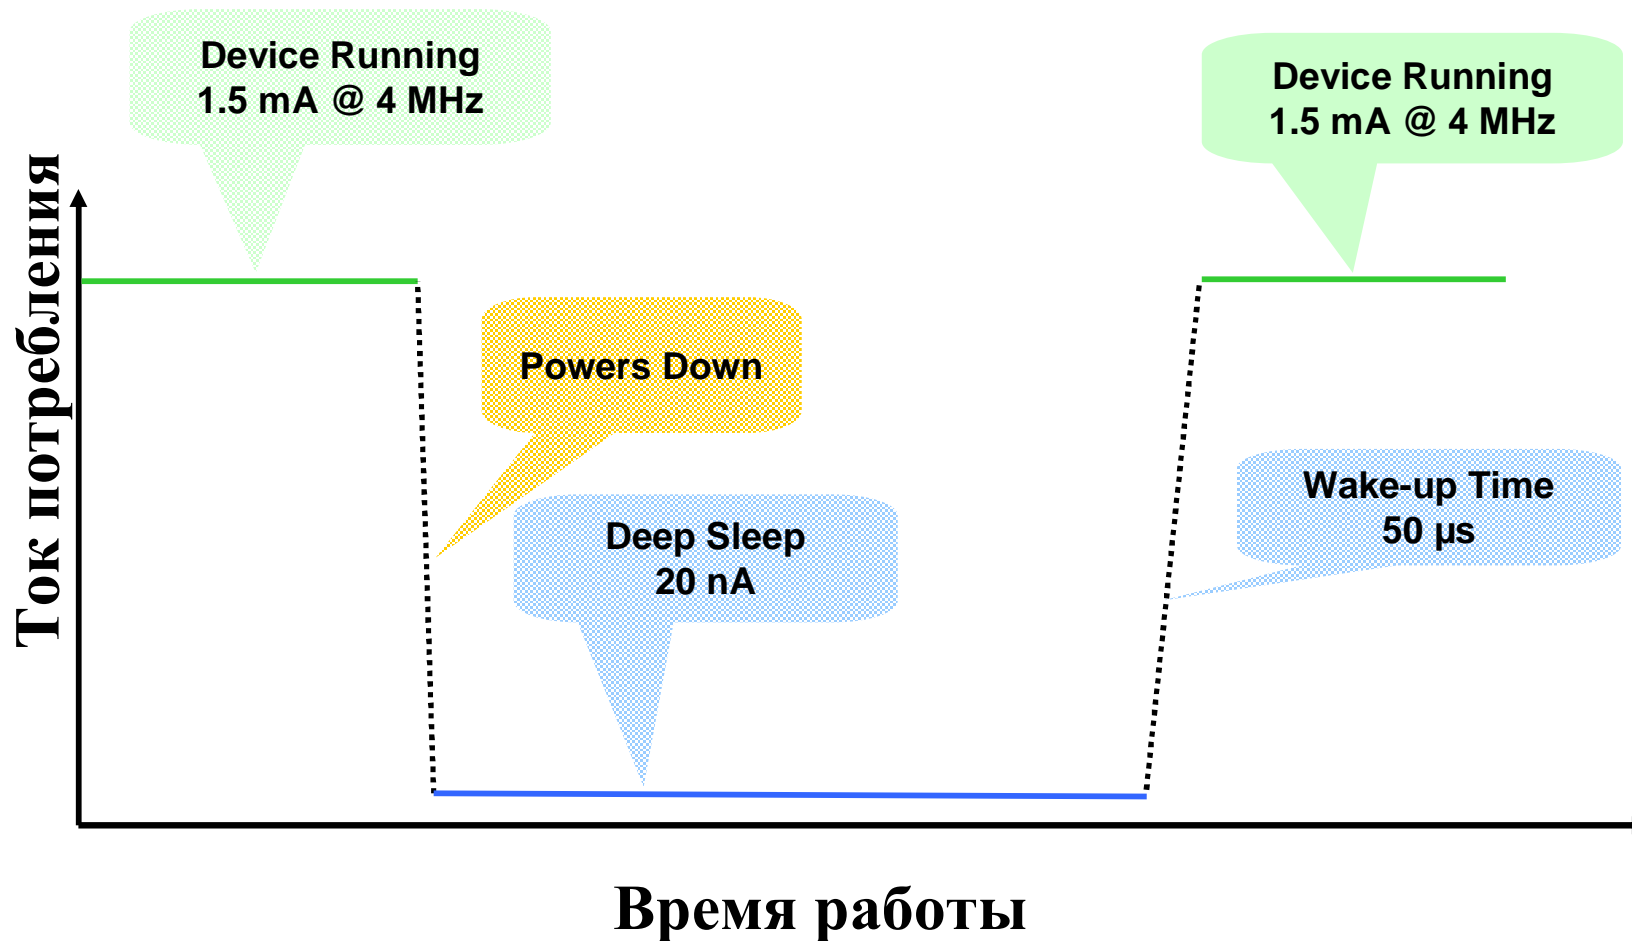 Device Running
1.5 mA @ 4 MHz
Device Running
1.5 mA @ 4 MHz
Ток потребления
Powers Down
Wake-up Time
50 µs
Deep Sleep
20 nA
Время работы